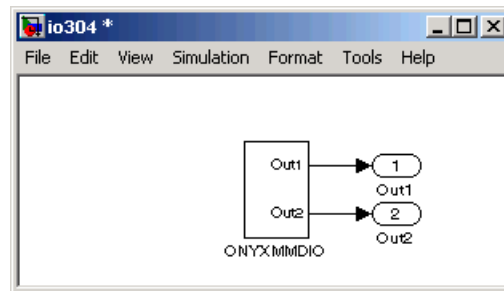 io304 *
File Edit View Simulation Format Tools Help
Out1 1
Out1
Out2 2
Out2
ONYXMMDIO